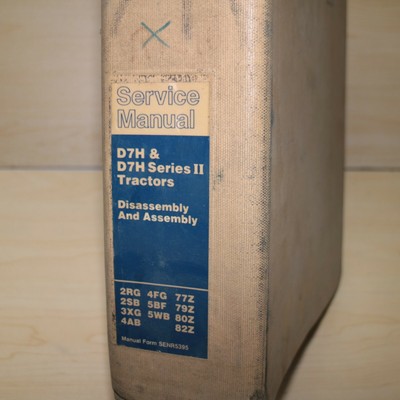 Service
Manual
D7H &
D7H Series II
Tractors
Disassembly
And Assembly
2RG 4FG 77Z
2SB 5BF 79Z
3XG 5WB 80Z
4AB 82Z
Manual Form SENR5395